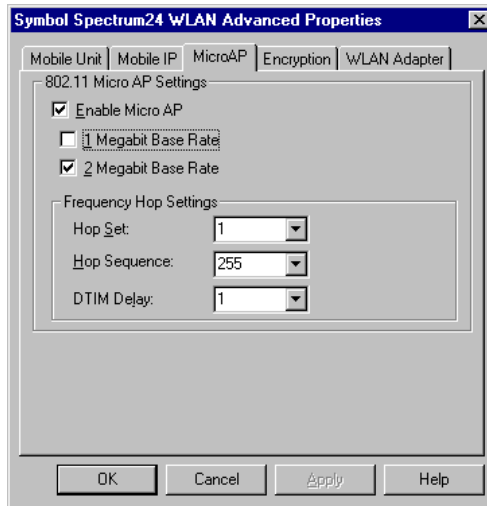 Symbol Spectrum24 WLAN Advanced Properties
Mobile Unit Mobile IP MicroAP Encryption WLAN Adapter
802.11 Micro AP Settings
Enable Micro AP
1 Megabit Base Rate
2 Megabit Base Rate
Frequency Hop Settings
Hop Set: 1
Hop Sequence: 255
DTIM Delay: 1
OK Cancel Apply Help